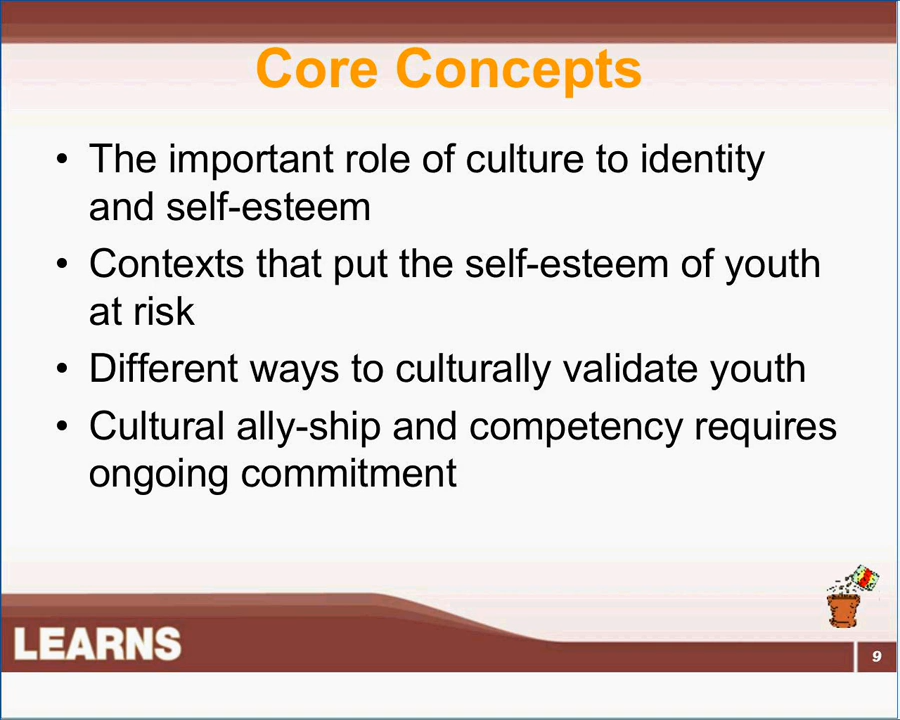 Core Concepts
• The important role of culture to identity
and self-esteem
• Contexts that put the self-esteem of youth
at risk
• Different ways to culturally validate youth
• Cultural ally-ship and competency requires
ongoing commitment
LEARNS
9